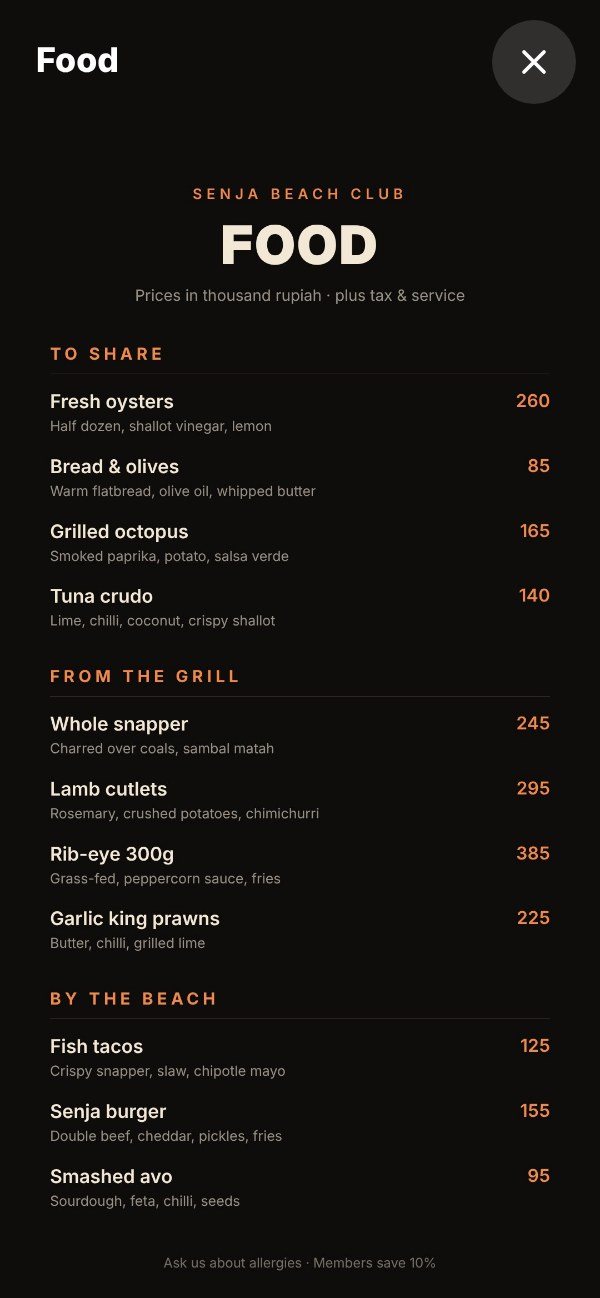 Food
SENJA BEACH CLUB
FOOD
Prices in thousand rupiah · plus tax & service
TO SHARE
Fresh oysters 260
Half dozen, shallot vinegar, lemon
Bread & olives 85
Warm flatbread, olive oil, whipped butter
Grilled octopus 165
Smoked paprika, potato, salsa verde
Tuna crudo 140
Lime, chilli, coconut, crispy shallot
FROM THE GRILL
Whole snapper 245
Charred over coals, sambal matah
Lamb cutlets 295
Rosemary, crushed potatoes, chimichurri
Rib-eye 300g 385
Grass-fed, peppercorn sauce, fries
Garlic king prawns 225
Butter, chilli, grilled lime
BY THE BEACH
Fish tacos 125
Crispy snapper, slaw, chipotle mayo
Senja burger 155
Double beef, cheddar, pickles, fries
Smashed avo 95
Sourdough, feta, chilli, seeds
Ask us about allergies · Members save 10%